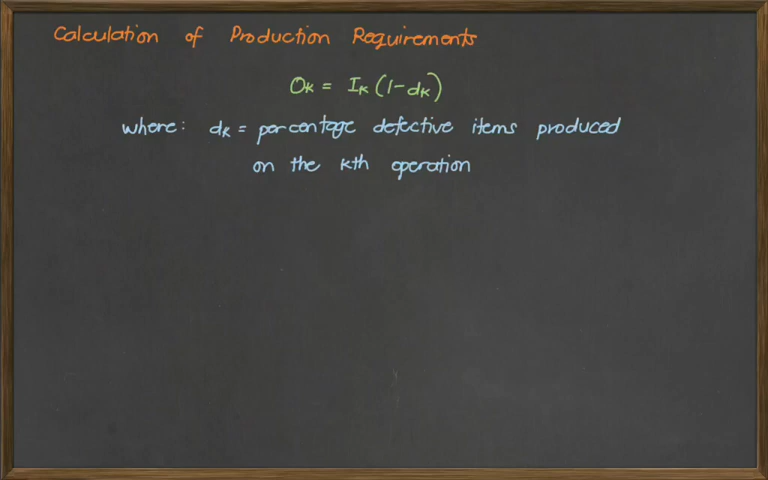 Calculation of Production Requirements
Ok = Ik (1-dk)
where: dk = percentage defective items produced
on the kth operation